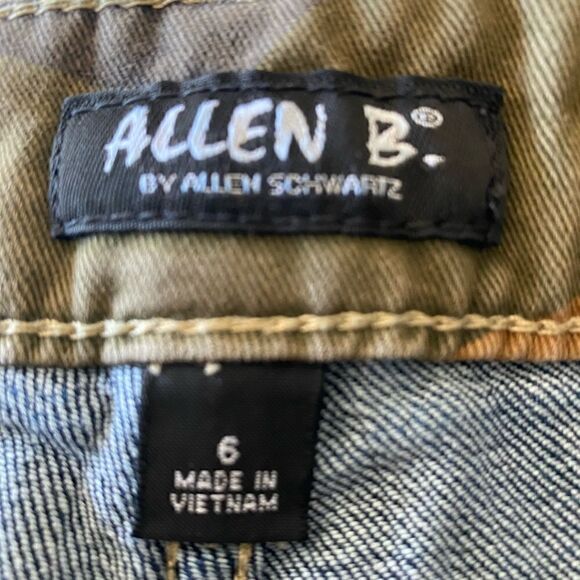 ALLEN B.®
BY ALLEN SCHWARTZ
6
MADE IN
VIETNAM